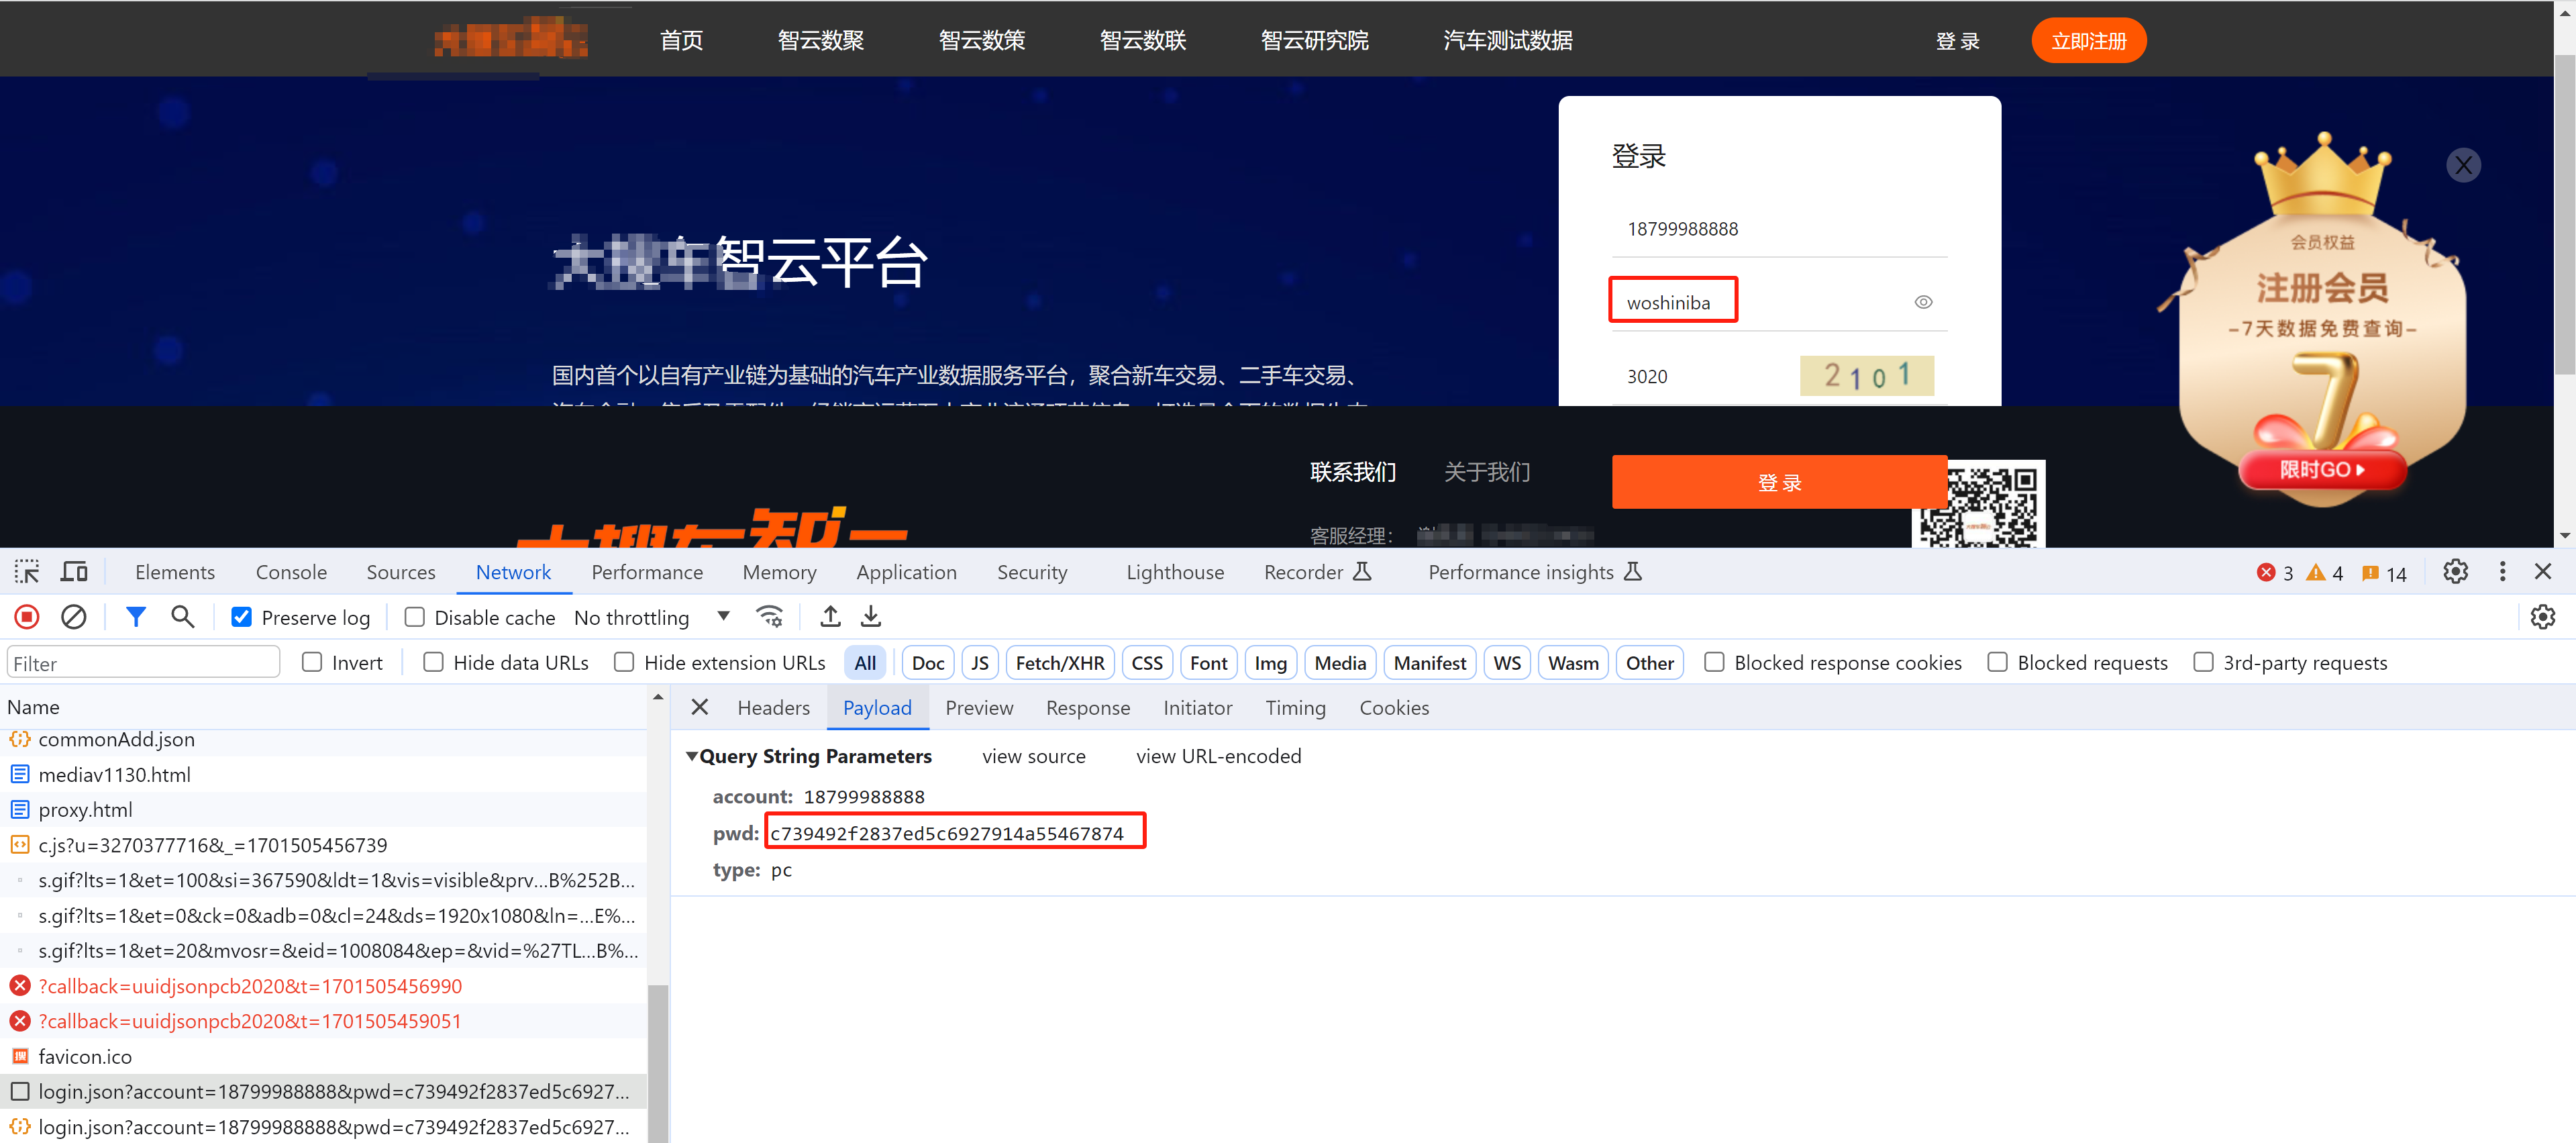 首页 智云数聚 智云数策 智云数联 智云研究院 汽车测试数据 登 录 立即注册
登录
18799988888
woshiniba
3020 2101
登 录
智云平台
国内首个以自有产业链为基础的汽车产业数据服务平台，聚合新车交易、二手车交易、
X
会员权益
注册会员
–7天数据免费查询–
7
限时GO
联系我们 关于我们
客服经理：
Elements Console Sources Network Performance Memory Application Security Lighthouse Recorder Performance insights 3 4 14
Preserve log Disable cache No throttling
Filter Invert Hide data URLs Hide extension URLs All Doc JS Fetch/XHR CSS Font Img Media Manifest WS Wasm Other Blocked response cookies Blocked requests 3rd-party requests
Name
commonAdd.json
mediav1130.html
proxy.html
c.js?u=3270377716&_=1701505456739
s.gif?lts=1&et=100&si=367590&ldt=1&vis=visible&prv...B%252B...
s.gif?lts=1&et=0&ck=0&adb=0&cl=24&ds=1920x1080&ln=...E%...
s.gif?lts=1&et=20&mvosr=&eid=1008084&ep=&vid=%27TL...B%...
?callback=uuidjsonpcb2020&t=1701505456990
?callback=uuidjsonpcb2020&t=1701505459051
favicon.ico
login.json?account=18799988888&pwd=c739492f2837ed5c6927...
login.json?account=18799988888&pwd=c739492f2837ed5c6927...
Headers Payload Preview Response Initiator Timing Cookies
Query String Parameters view source view URL-encoded
account: 18799988888
pwd: c739492f2837ed5c6927914a55467874
type: pc